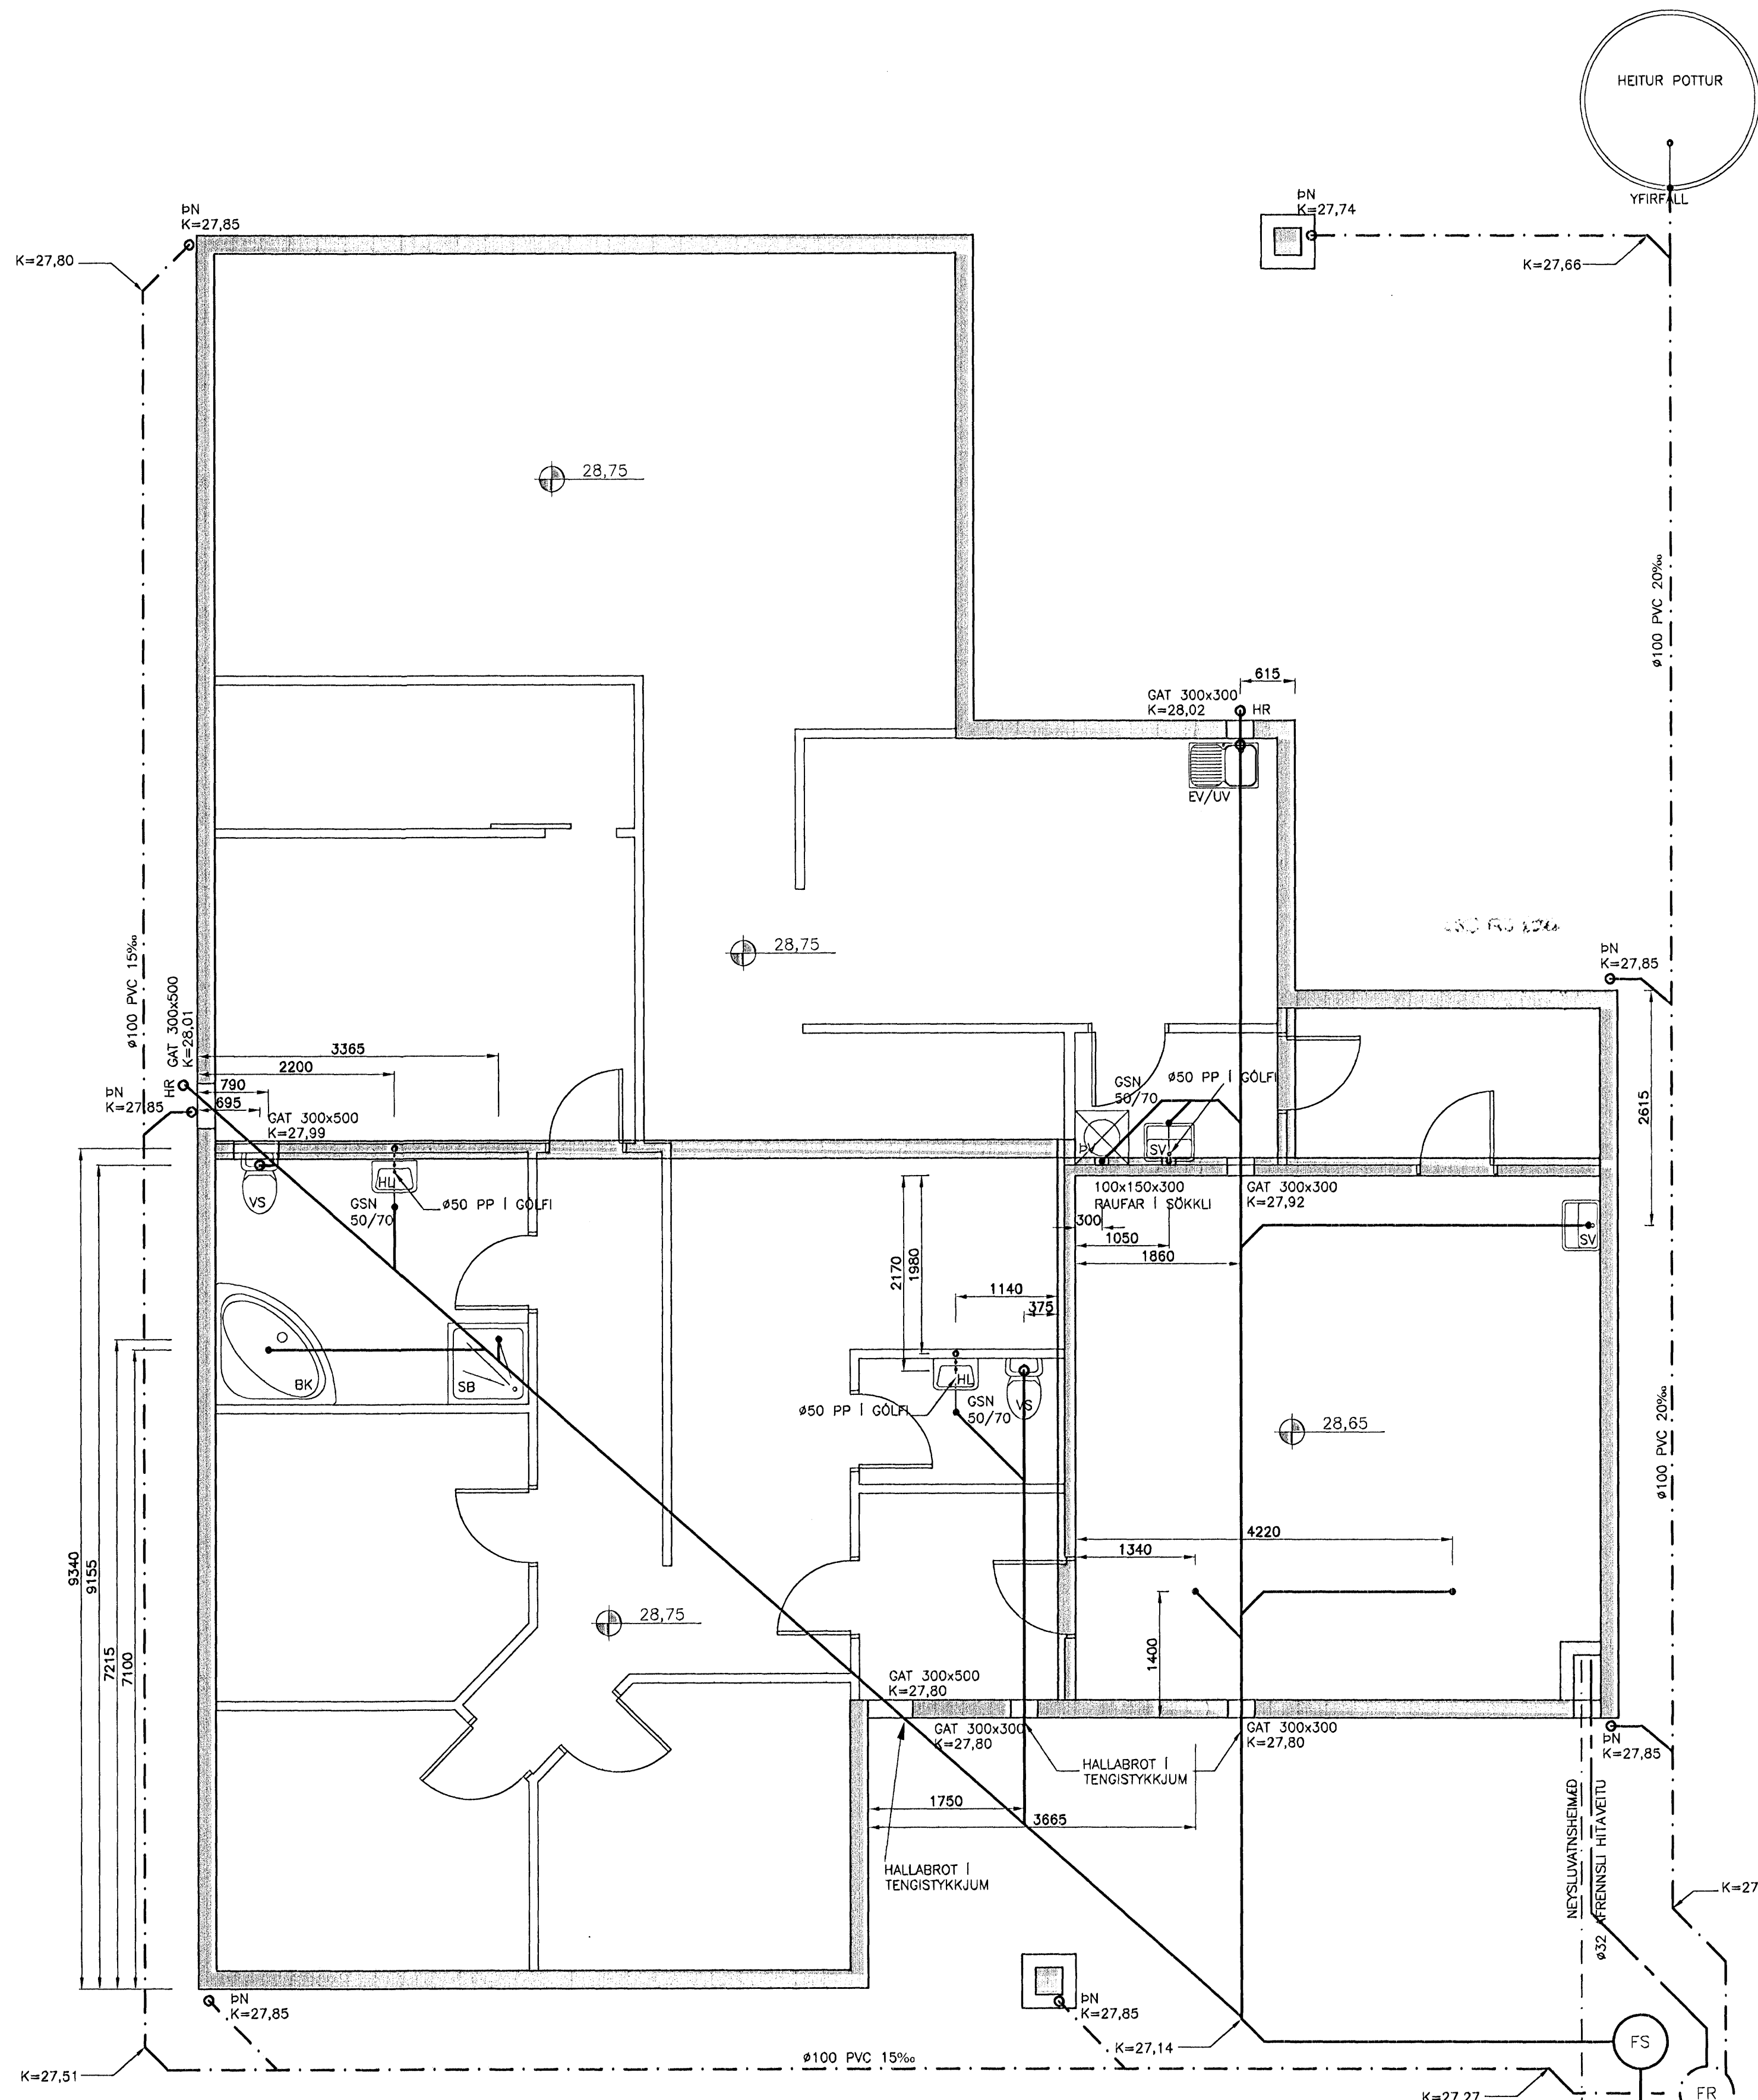 HEITUR POTTUR
YFIRFALL
ÞN
K=27,85
K=27,80
ÞN
K=27,74
K=27,66
28,75
ø100 PVC 20‰
615
GAT 300x300
K=28,02
HR
EV/UV
28,75
ÞN
K=27,85
ø100 PVC 15‰
HR
GAT 300x500
K=28,01
3365
2200
790
695
ÞN
K=27,85
GAT 300x500
K=27,99
GSN
50/70
ø50 PP Í GÓLFI
2615
ÞV
SV
VS
HL
GSN
50/70
ø50 PP Í GÓLFI
100x150x300
RAUFAR Í SÖKKLI
GAT 300x300
K=27,92
300
1050
1860
SV
2170
1980
1140
375
BK
SB
HL
VS
GSN
50/70
ø50 PP Í GÓLFI
28,65
ø100 PVC 20‰
9340
9155
7215
7100
4220
1340
1400
28,75
GAT 300x500
K=27,80
GAT 300x300
K=27,80
GAT 300x300
K=27,80
ÞN
K=27,85
HALLABROT Í
TENGISTYKKJUM
1750
3665
NEYSLUVATNSHEIMÆÐ
ø32 AFRENNSLI HITAVEITU
HALLABROT Í
TENGISTYKKJUM
K=27
ÞN
K=27,85
ÞN
K=27,85
K=27,14
FS
ø100 PVC 15‰
K=27,51
K=27,27
FR